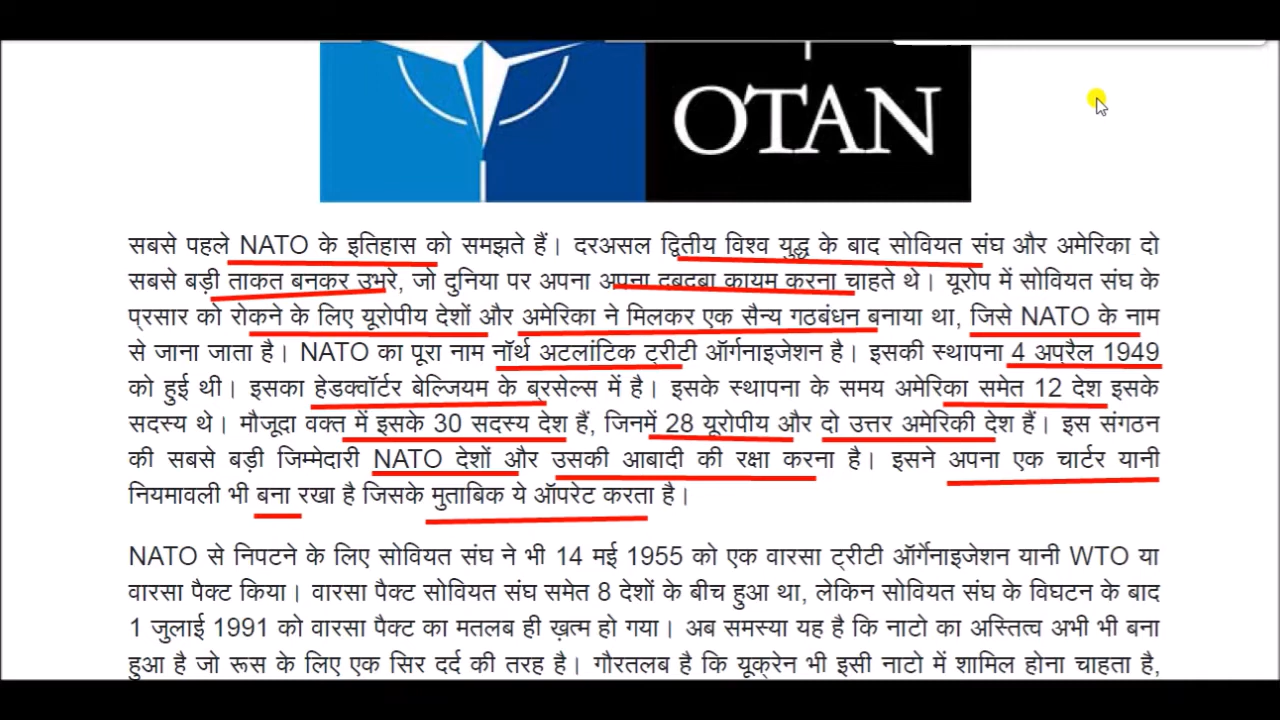 OTAN
सबसे पहले NATO के इतिहास को समझते हैं। दरअसल द्वितीय विश्व युद्ध के बाद सोवियत संघ और अमेरिका दो
सबसे बड़ी ताकत बनकर उभरे, जो दुनिया पर अपना अपना दबदबा कायम करना चाहते थे। यूरोप में सोवियत संघ के
प्रसार को रोकने के लिए यूरोपीय देशों और अमेरिका ने मिलकर एक सैन्य गठबंधन बनाया था, जिसे NATO के नाम
से जाना जाता है। NATO का पूरा नाम नॉर्थ अटलांटिक ट्रीटी ऑर्गनाइजेशन है। इसकी स्थापना 4 अप्रैल 1949
को हुई थी। इसका हेडक्वॉर्टर बेल्जियम के ब्रसेल्स में है। इसके स्थापना के समय अमेरिका समेत 12 देश इसके
सदस्य थे। मौजूदा वक्त में इसके 30 सदस्य देश हैं, जिनमें 28 यूरोपीय और दो उत्तर अमेरिकी देश हैं। इस संगठन
की सबसे बड़ी जिम्मेदारी NATO देशों और उसकी आबादी की रक्षा करना है। इसने अपना एक चार्टर यानी
नियमावली भी बना रखा है जिसके मुताबिक ये ऑपरेट करता है।
NATO से निपटने के लिए सोवियत संघ ने भी 14 मई 1955 को एक वारसा ट्रीटी ऑर्गेनाइजेशन यानी WTO या
वारसा पैक्ट किया। वारसा पैक्ट सोवियत संघ समेत 8 देशों के बीच हुआ था, लेकिन सोवियत संघ के विघटन के बाद
1 जुलाई 1991 को वारसा पैक्ट का मतलब ही ख़त्म हो गया। अब समस्या यह है कि नाटो का अस्तित्व अभी भी बना
हुआ है जो रूस के लिए एक सिर दर्द की तरह है। गौरतलब है कि यूक्रेन भी इसी नाटो में शामिल होना चाहता है,